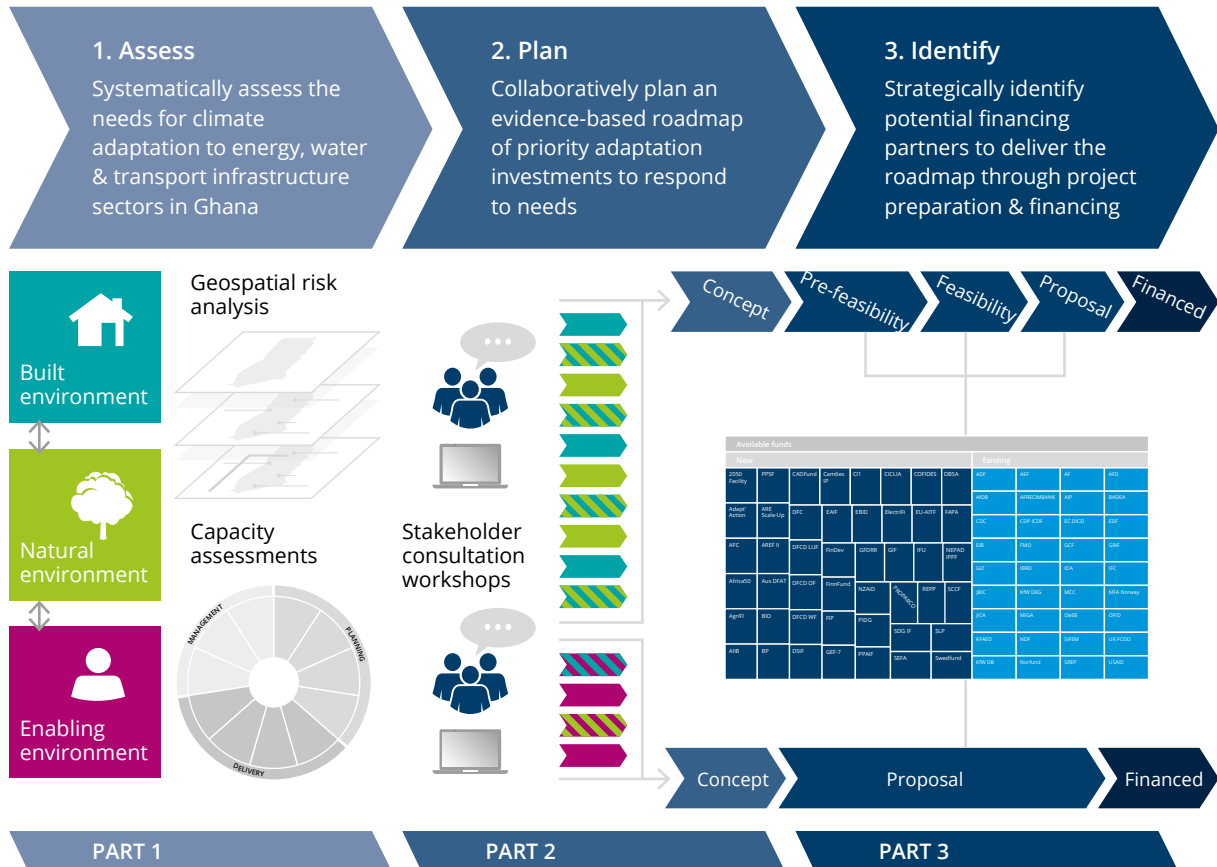 1. Assess
Systematically assess the
needs for climate
adaptation to energy, water
& transport infrastructure
sectors in Ghana
2. Plan
Collaboratively plan an
evidence-based roadmap
of priority adaptation
investments to respond
to needs
3. Identify
Strategically identify
potential financing
partners to deliver the
roadmap through project
preparation & financing
Built
environment
Natural
environment
Enabling
environment
Geospatial risk
analysis
Capacity
assessments
MANAGEMENT
PLANNING
DELIVERY
Stakeholder
consultation
workshops
Concept
Pre-feasibility
Feasibility
Proposal
Financed
Available funds
New
Existing
2050
Facility
PPSF
CADFund
Camões
IP
CI1
CICLIA
COFIDES
DBSA
Adapt'
Action
ARE
Scale-Up
DFC
EAIF
EBID
ElectriFi
EU-AITF
FAPA
AFC
AREF II
DFCD LUF
FinDev
GFDRR
GIF
IFU
NEPAD
IPPF
Africa50
Aus DFAT
DFCD OF
FinnFund
NZAID
PROPARCO
REPP
SCCF
AgriFI
BIO
DFCD WF
FIP
PIDG
SDG IF
SLP
AIIB
BP
DSIF
GEF-7
PPAIF
SEFA
Swedfund
ADF
AEF
AF
AFD
AfDB
AFREXIMBANK
AIP
BADEA
CDC
CDP ICDF
EC DICD
EDF
EIB
FMO
GCF
GRIF
GIZ
IBRD
IDA
IFC
JBIC
KfW DEG
MCC
MFA Norway
JICA
MIGA
OeEB
OFID
KFAED
NDF
SIFEM
UK FCDO
KfW DB
Norfund
SREP
USAID
Concept
Proposal
Financed
PART 1
PART 2
PART 3